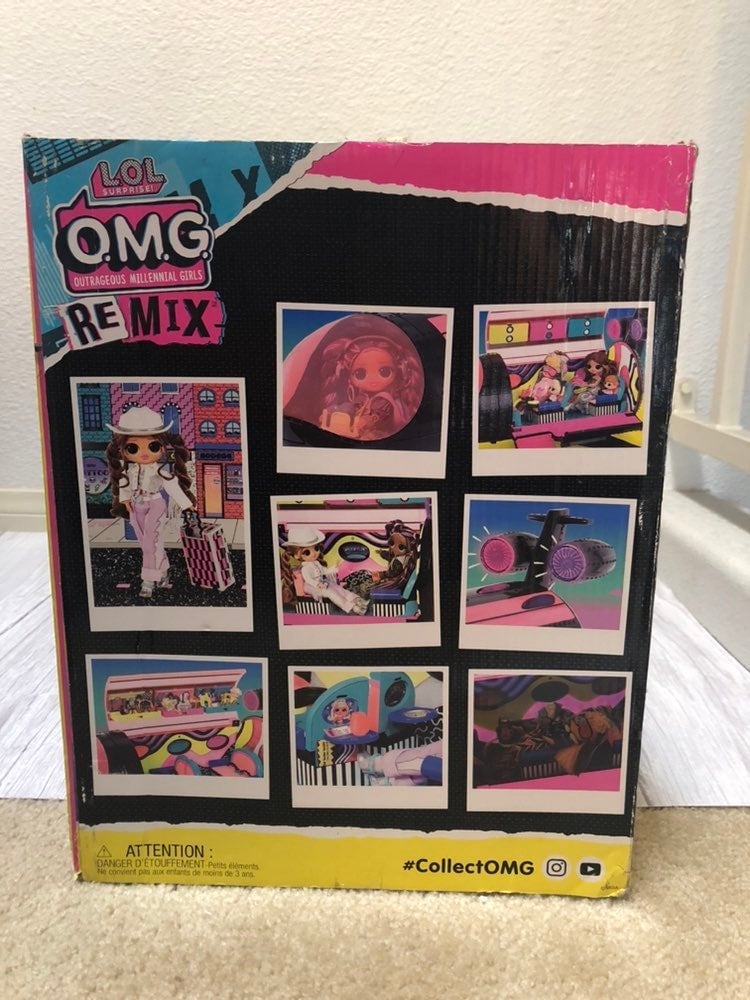 L.O.L.
SURPRISE!
O.M.G.
OUTRAGEOUS MILLENNIAL GIRLS
REMIX
BODEGA
⚠ ATTENTION :
DANGER D'ÉTOUFFEMENT-Petits éléments.
Ne convient pas aux enfants de moins de 3 ans.
#CollectOMG